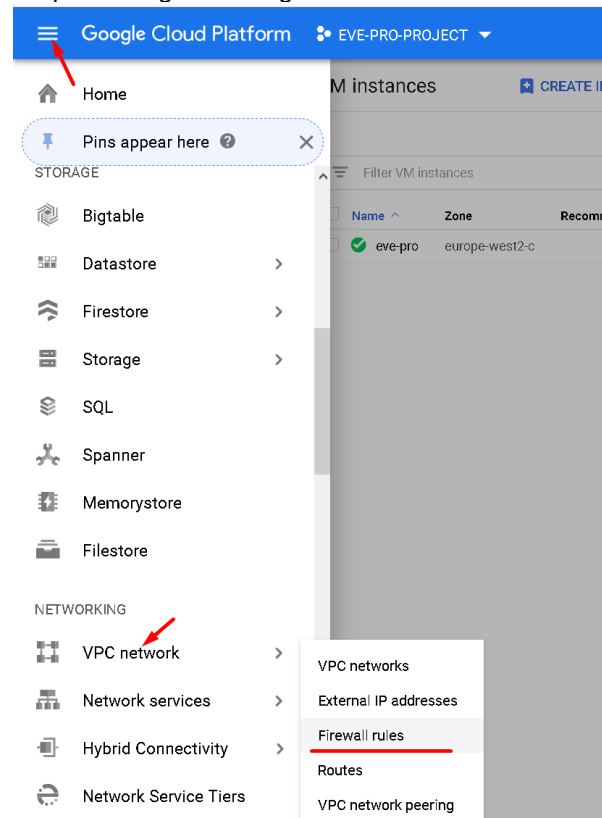 Google Cloud Platform EVE-PRO-PROJECT
Home
VM instances CREATE
Pins appear here
STORAGE
Filter VM instances
Bigtable
Name Zone
eve-pro europe-west2-c
Datastore
Firestore
Storage
SQL
Spanner
Memorystore
Filestore
NETWORKING
VPC network
VPC networks
Network services
External IP addresses
Firewall rules
Hybrid Connectivity
Routes
Network Service Tiers
VPC network peering